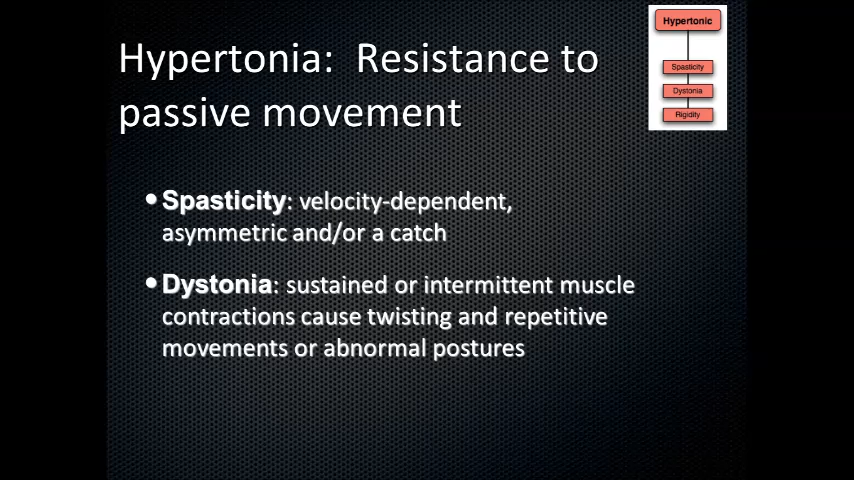 Hypertonia:  Resistance to
passive movement
Hypertonic
Spasticity
Dystonia
Rigidity
•Spasticity: velocity-dependent,
asymmetric and/or a catch
•Dystonia: sustained or intermittent muscle
contractions cause twisting and repetitive
movements or abnormal postures